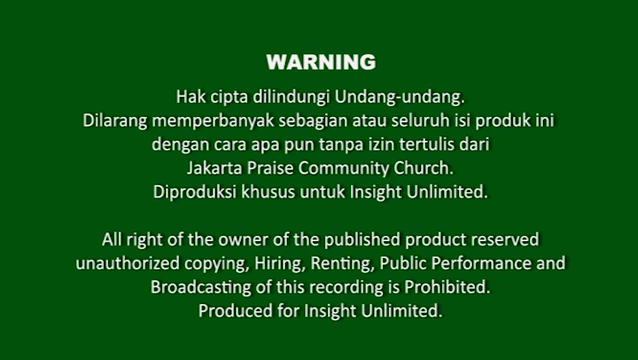 WARNING
Hak cipta dilindungi Undang-undang.
Dilarang memperbanyak sebagian atau seluruh isi produk ini
dengan cara apa pun tanpa izin tertulis dari
Jakarta Praise Community Church.
Diproduksi khusus untuk Insight Unlimited.
All right of the owner of the published product reserved
unauthorized copying, Hiring, Renting, Public Performance and
Broadcasting of this recording is Prohibited.
Produced for Insight Unlimited.